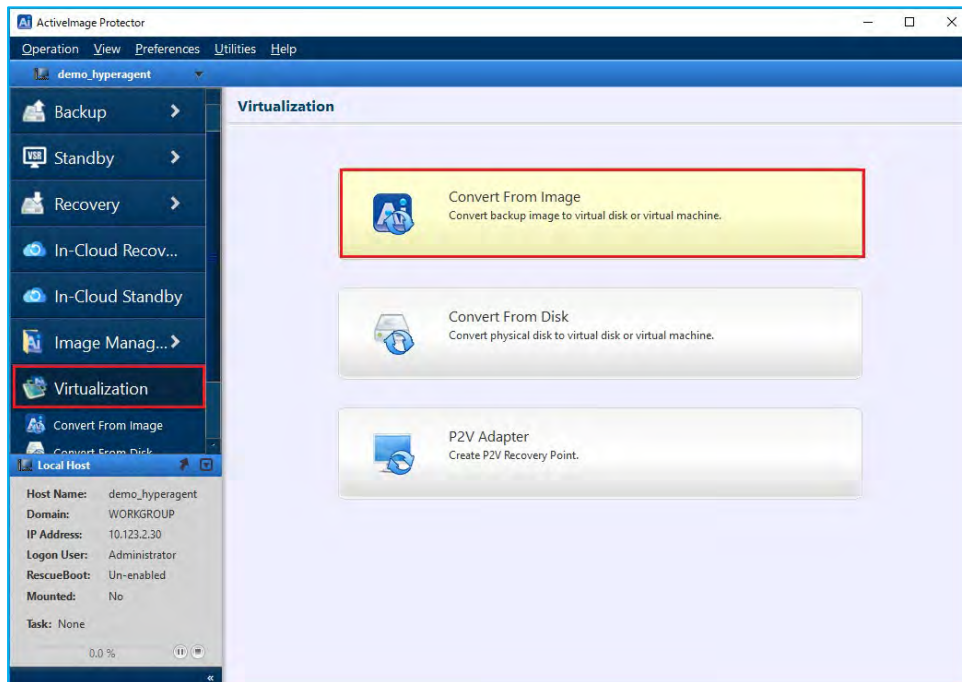 ActiveImage Protector
Operation View Preferences Utilities Help
demo_hyperagent
Backup
Standby
Recovery
In-Cloud Recov...
In-Cloud Standby
Image Manag...
Virtualization
Convert From Image
Convert From Disk
Local Host
Host Name: demo_hyperagent
Domain: WORKGROUP
IP Address: 10.123.2.30
Logon User: Administrator
RescueBoot: Un-enabled
Mounted: No
Task: None
0.0 %
Virtualization
Convert From Image
Convert backup image to virtual disk or virtual machine.
Convert From Disk
Convert physical disk to virtual disk or virtual machine.
P2V Adapter
Create P2V Recovery Point.